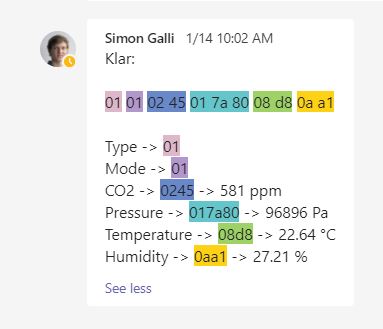 Simon Galli 1/14 10:02 AM
Klar:
01 01 02 45 01 7a 80 08 d8 0a a1
Type -> 01
Mode -> 01
CO2 -> 0245 -> 581 ppm
Pressure -> 017a80 -> 96896 Pa
Temperature -> 08d8 -> 22.64 °C
Humidity -> 0aa1 -> 27.21 %
See less